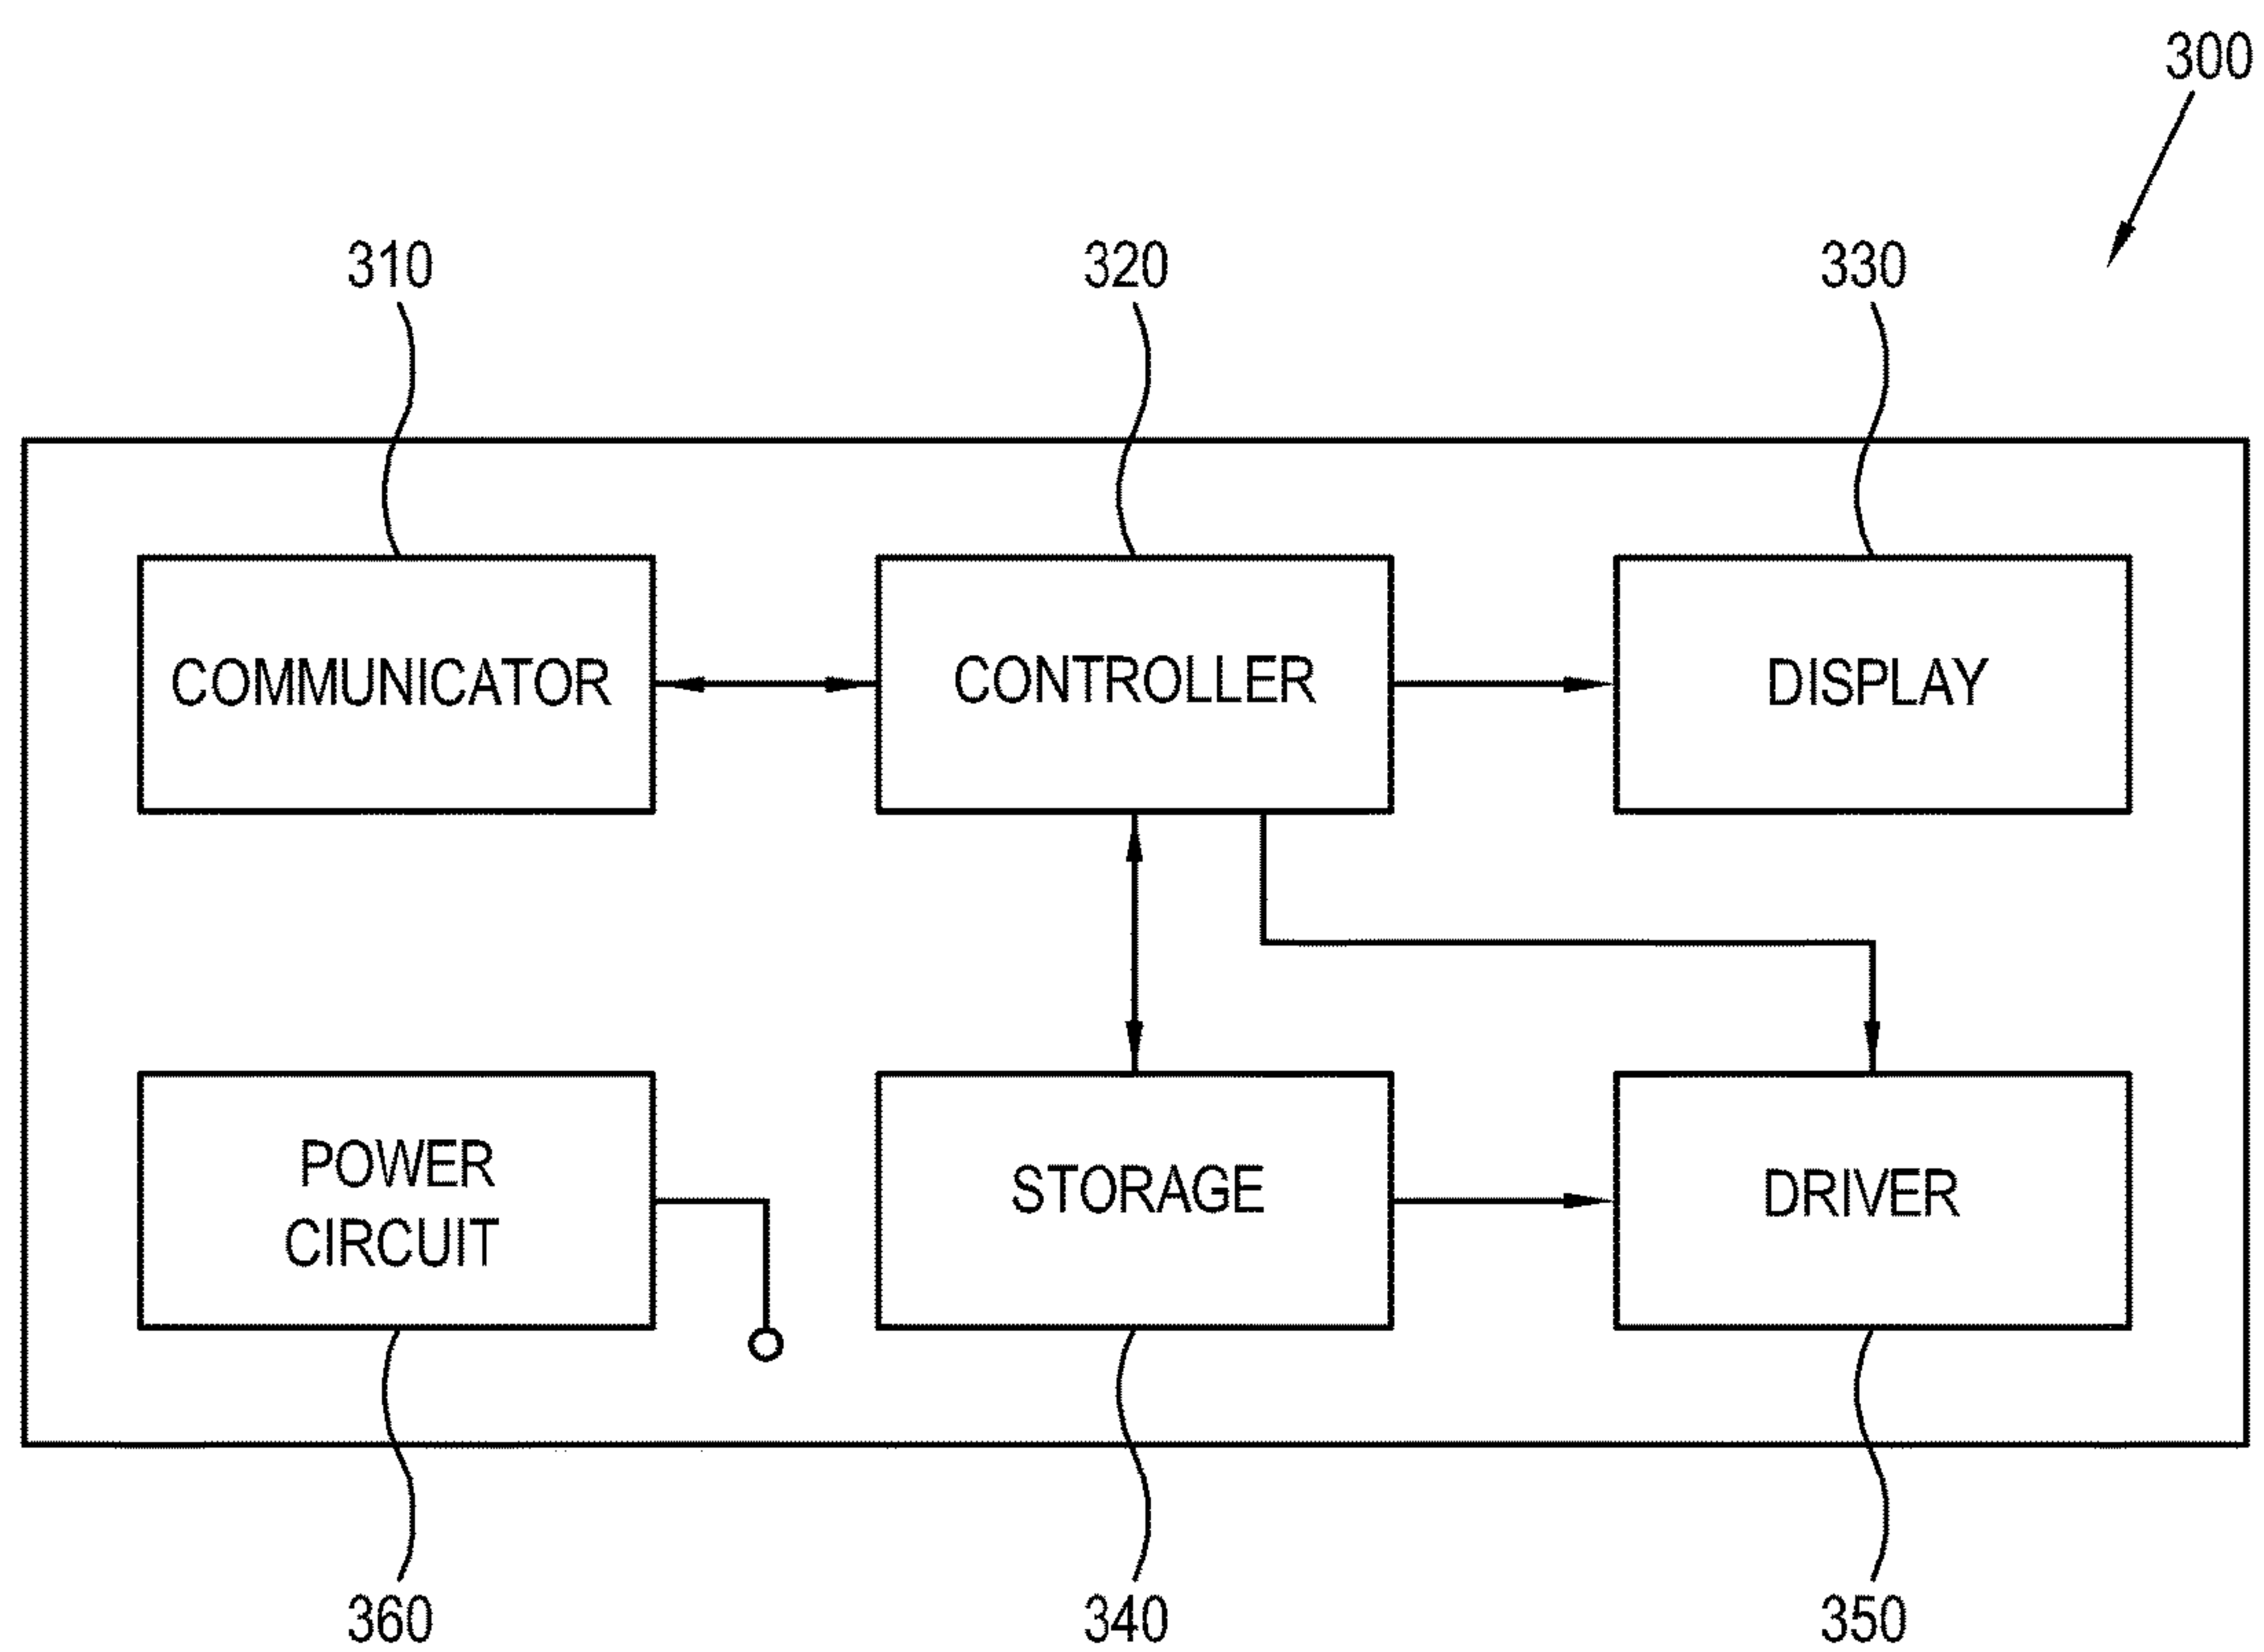 300
310
320
330
COMMUNICATOR
CONTROLLER
DISPLAY
POWER
CIRCUIT
STORAGE
DRIVER
360
340
350